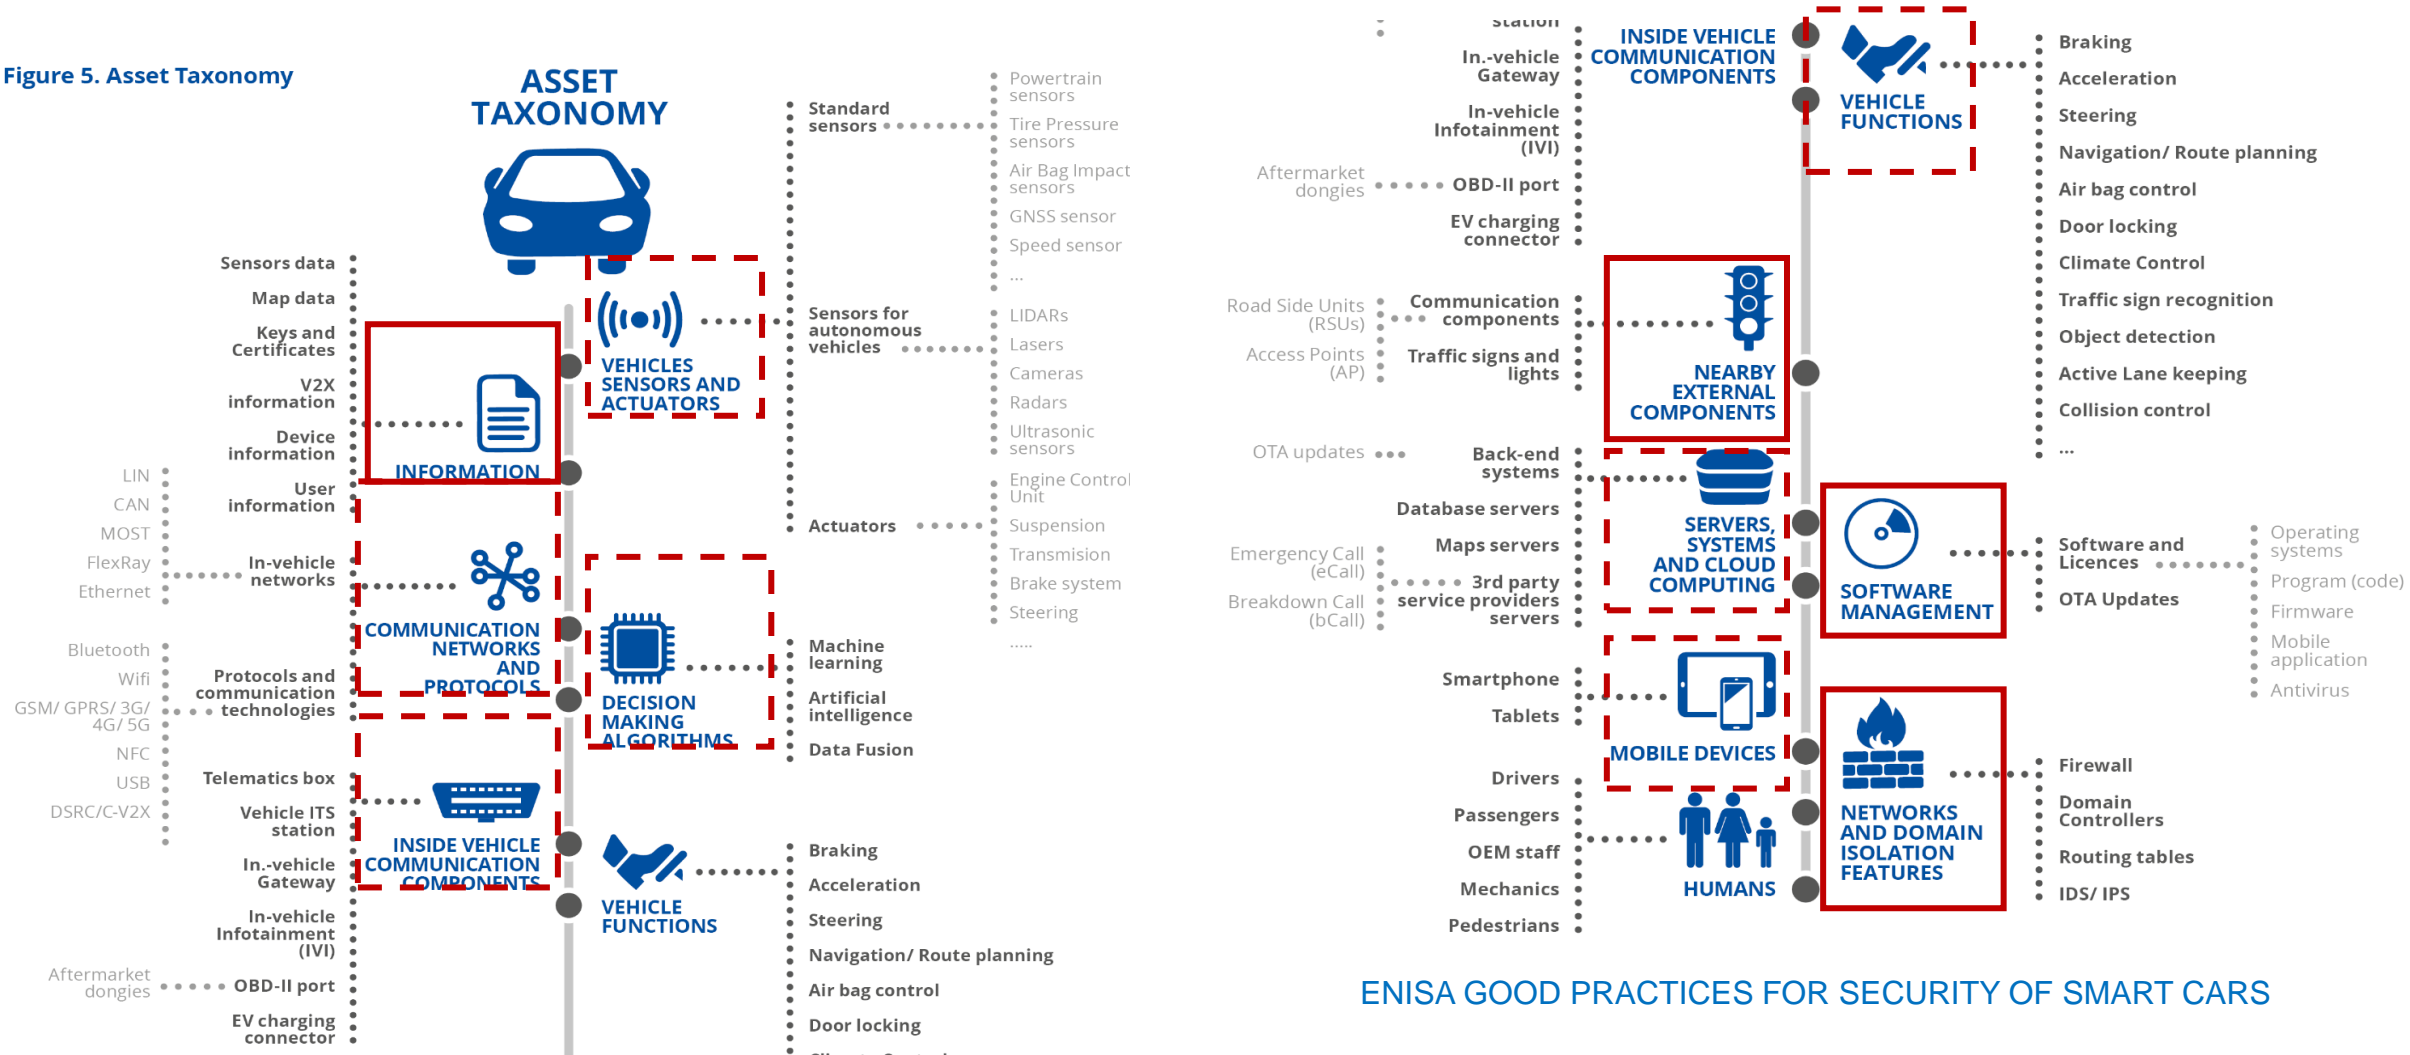 Figure 5. Asset Taxonomy
ASSET
TAXONOMY
Sensors data
Map data
Keys and
Certificates
V2X
information
Device
information
User
information
INFORMATION
VEHICLES
SENSORS AND
ACTUATORS
Standard
sensors
Powertrain
sensors
Tire Pressure
sensors
Air Bag Impact
sensors
GNSS sensor
Speed sensor
...
Sensors for
autonomous
vehicles
LIDARs
Lasers
Cameras
Radars
Ultrasonic
sensors
Actuators
Engine Control
Unit
Suspension
Transmision
Brake system
Steering
.....
LIN
CAN
MOST
FlexRay
Ethernet
In-vehicle
networks
COMMUNICATION
NETWORKS
AND
PROTOCOLS
Bluetooth
Wifi
GSM/ GPRS/ 3G/
4G/ 5G
NFC
USB
DSRC/C-V2X
Protocols and
communication
technologies
DECISION
MAKING
ALGORITHMS
Machine
learning
Artificial
intelligence
Data Fusion
Telematics box
Vehicle ITS
station
In.-vehicle
Gateway
In-vehicle
Infotainment
(IVI)
Aftermarket
dongies
OBD-II port
EV charging
connector
INSIDE VEHICLE
COMMUNICATION
COMPONENTS
VEHICLE
FUNCTIONS
Braking
Acceleration
Steering
Navigation/ Route planning
Air bag control
Door locking
station
In.-vehicle
Gateway
In-vehicle
Infotainment
(IVI)
Aftermarket
dongies
OBD-II port
EV charging
connector
INSIDE VEHICLE
COMMUNICATION
COMPONENTS
VEHICLE
FUNCTIONS
Braking
Acceleration
Steering
Navigation/ Route planning
Air bag control
Door locking
Climate Control
Traffic sign recognition
Object detection
Active Lane keeping
Collision control
...
Road Side Units
(RSUs)
Access Points
(AP)
Communication
components
Traffic signs and
lights
NEARBY
EXTERNAL
COMPONENTS
OTA updates
Back-end
systems
Database servers
Maps servers
Emergency Call
(eCall)
Breakdown Call
(bCall)
3rd party
service providers
servers
SERVERS,
SYSTEMS
AND CLOUD
COMPUTING
SOFTWARE
MANAGEMENT
Software and
Licences
OTA Updates
Operating
systems
Program (code)
Firmware
Mobile
application
Antivirus
Smartphone
Tablets
MOBILE DEVICES
Drivers
Passengers
OEM staff
Mechanics
Pedestrians
HUMANS
NETWORKS
AND DOMAIN
ISOLATION
FEATURES
Firewall
Domain
Controllers
Routing tables
IDS/ IPS
ENISA GOOD PRACTICES FOR SECURITY OF SMART CARS